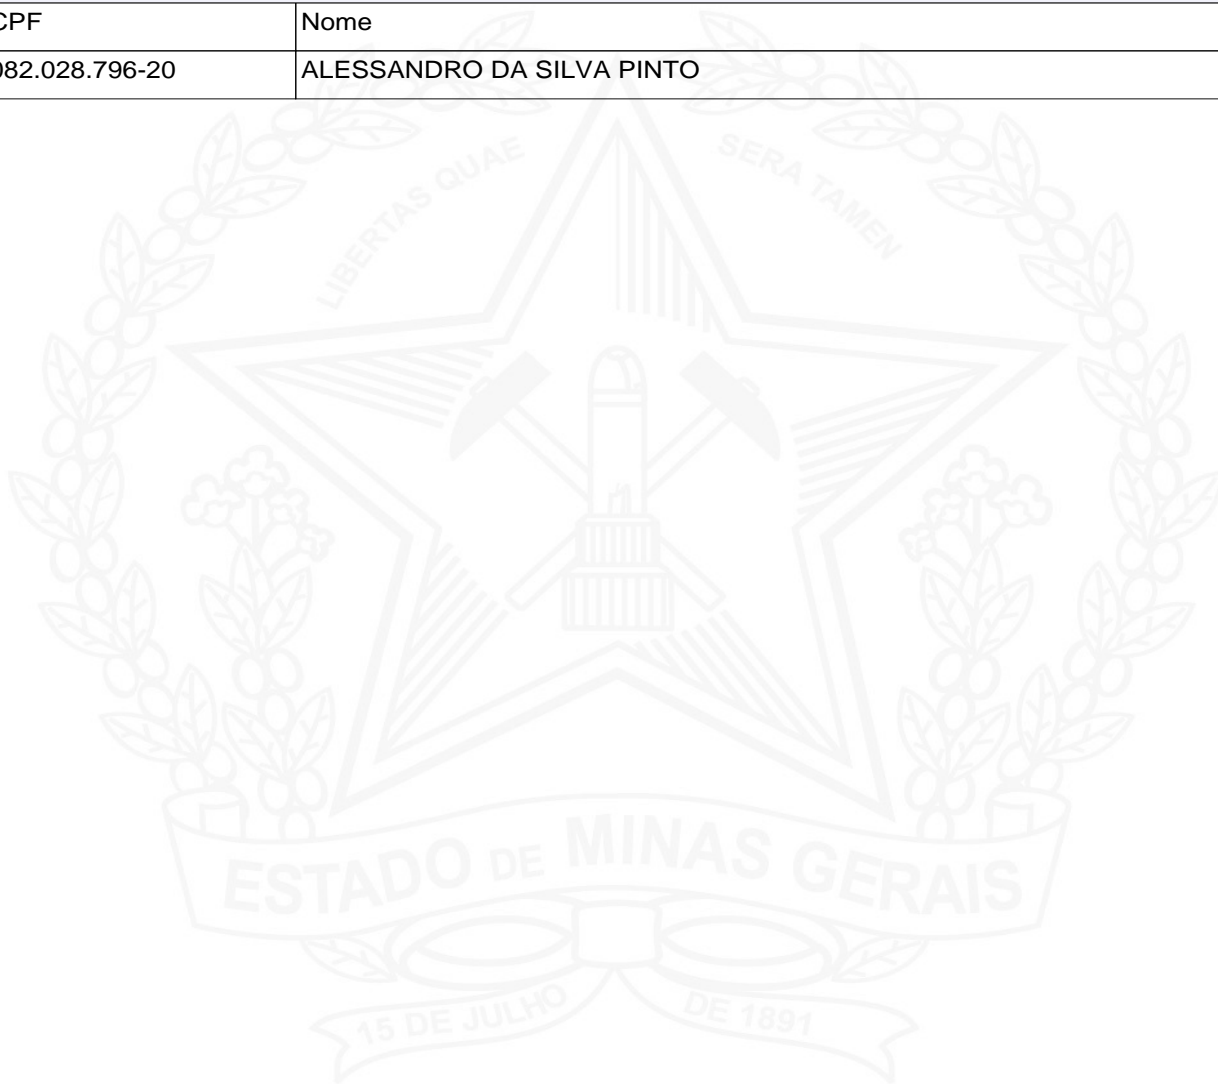 CPF Nome
082.028.796-20 ALESSANDRO DA SILVA PINTO
LIBERTAS QUAE SERA TAMEN
ESTADO DE MINAS GERAIS
15 DE JULHO DE 1891